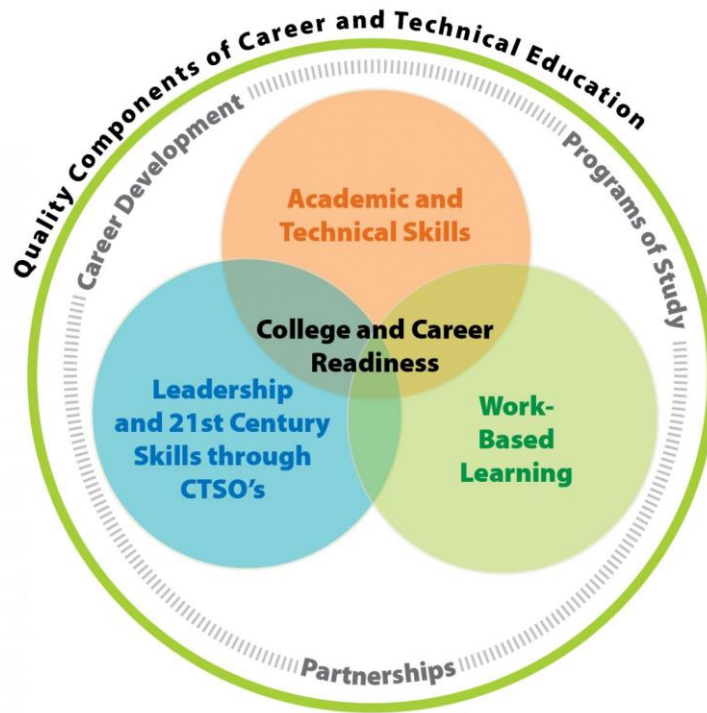 Quality Components of Career and Technical Education
Career Development
Programs of Study
Academic and
Technical Skills
College and Career
Readiness
Leadership
and 21st Century
Skills through
CTSO's
Work-
Based
Learning
Partnerships